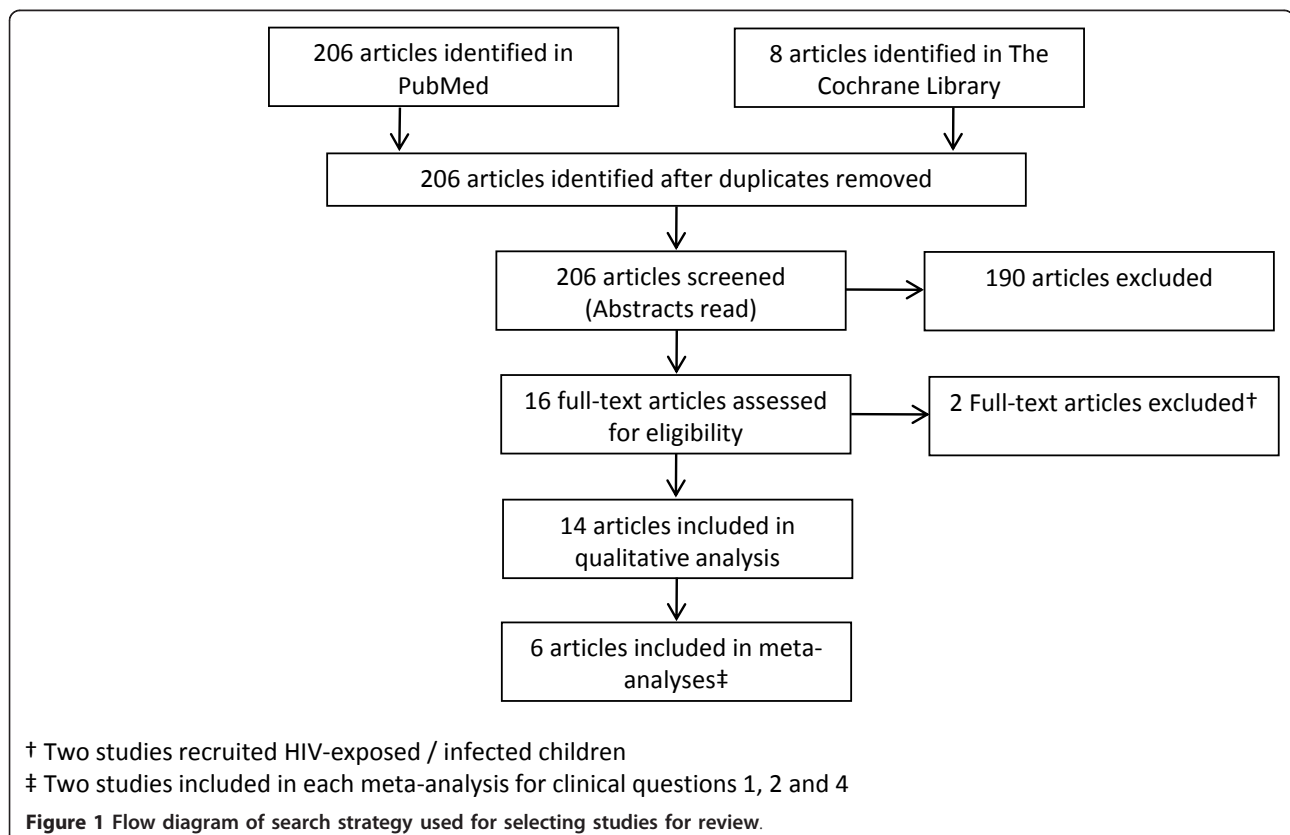 206 articles identified in
PubMed
8 articles identified in The
Cochrane Library
206 articles identified after duplicates removed
206 articles screened
(Abstracts read)
190 articles excluded
16 full-text articles assessed
for eligibility
2 Full-text articles excluded†
14 articles included in
qualitative analysis
6 articles included in meta-
analyses‡
† Two studies recruited HIV-exposed / infected children
‡ Two studies included in each meta-analysis for clinical questions 1, 2 and 4
Figure 1 Flow diagram of search strategy used for selecting studies for review.